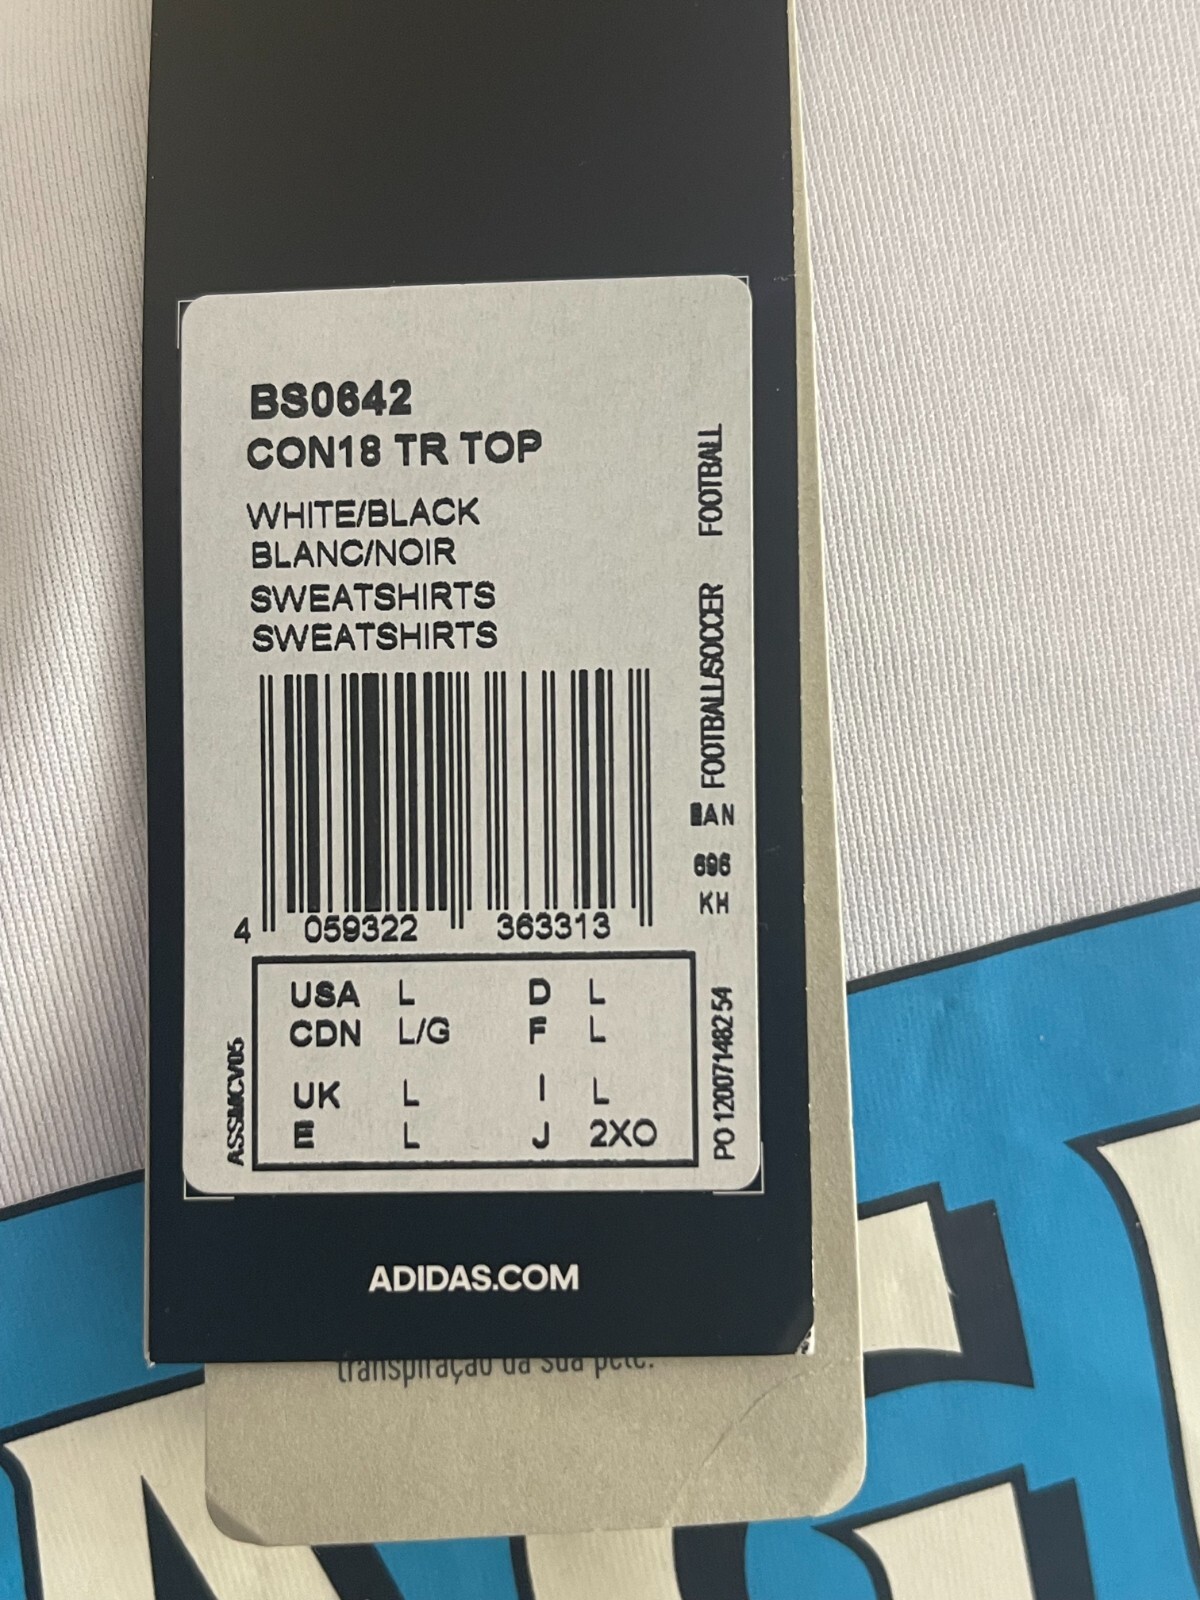 BS0642
CON18 TR TOP
WHITE/BLACK
BLANC/NOIR
SWEATSHIRTS
SWEATSHIRTS
FOOTBALL/SOCCER FOOTBALL
EAN
696
KH
4 059322 363313
USA L D L
CDN L/G F L
UK L I L
E L J 2XO
ASSMCV05
PO 1200714825 54
ADIDAS.COM
transpiração da sua pele.